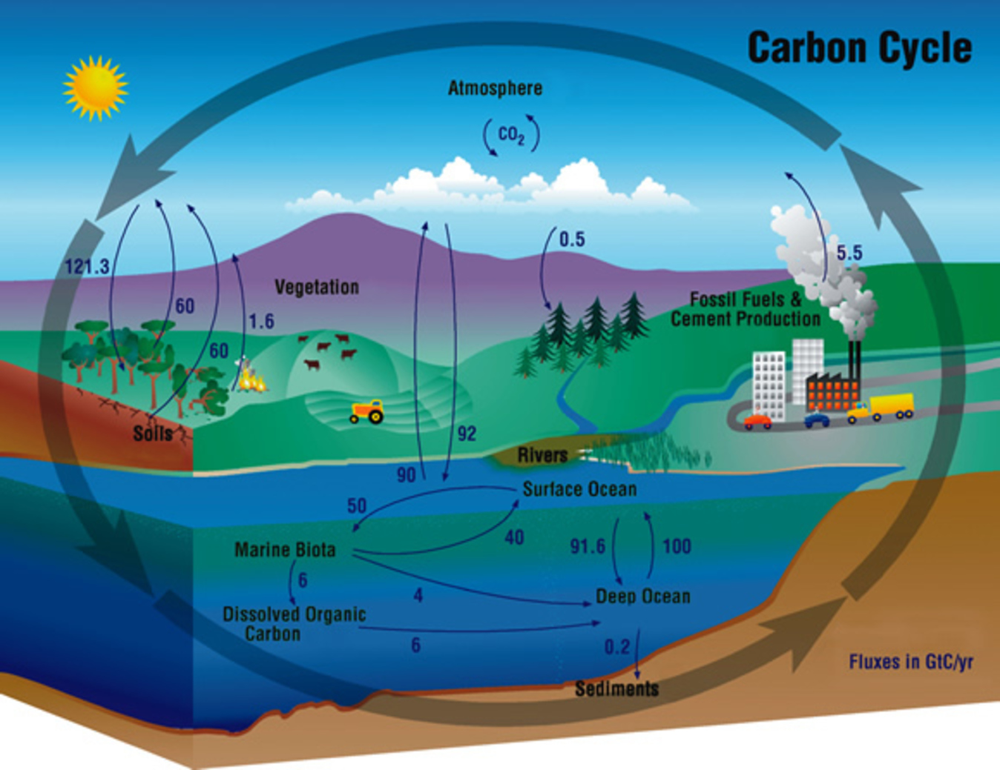 Carbon Cycle
Atmosphere
CO₂
0.5
5.5
121.3
60
1.6
60
Vegetation
Fossil Fuels &
Cement Production
Soils
92
90
Rivers
Surface Ocean
50
40
91.6
100
Marine Biota
6
4
Deep Ocean
Dissolved Organic
Carbon
6
0.2
Sediments
Fluxes in GtC/yr